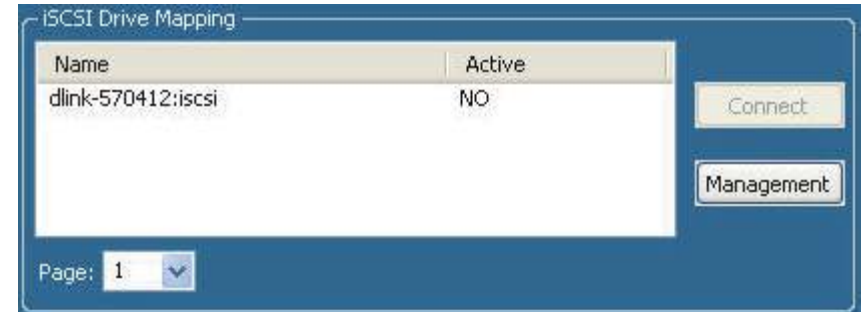 iSCSI Drive Mapping
Name Active
dlink-570412:iscsi NO
Connect
Management
Page: 1